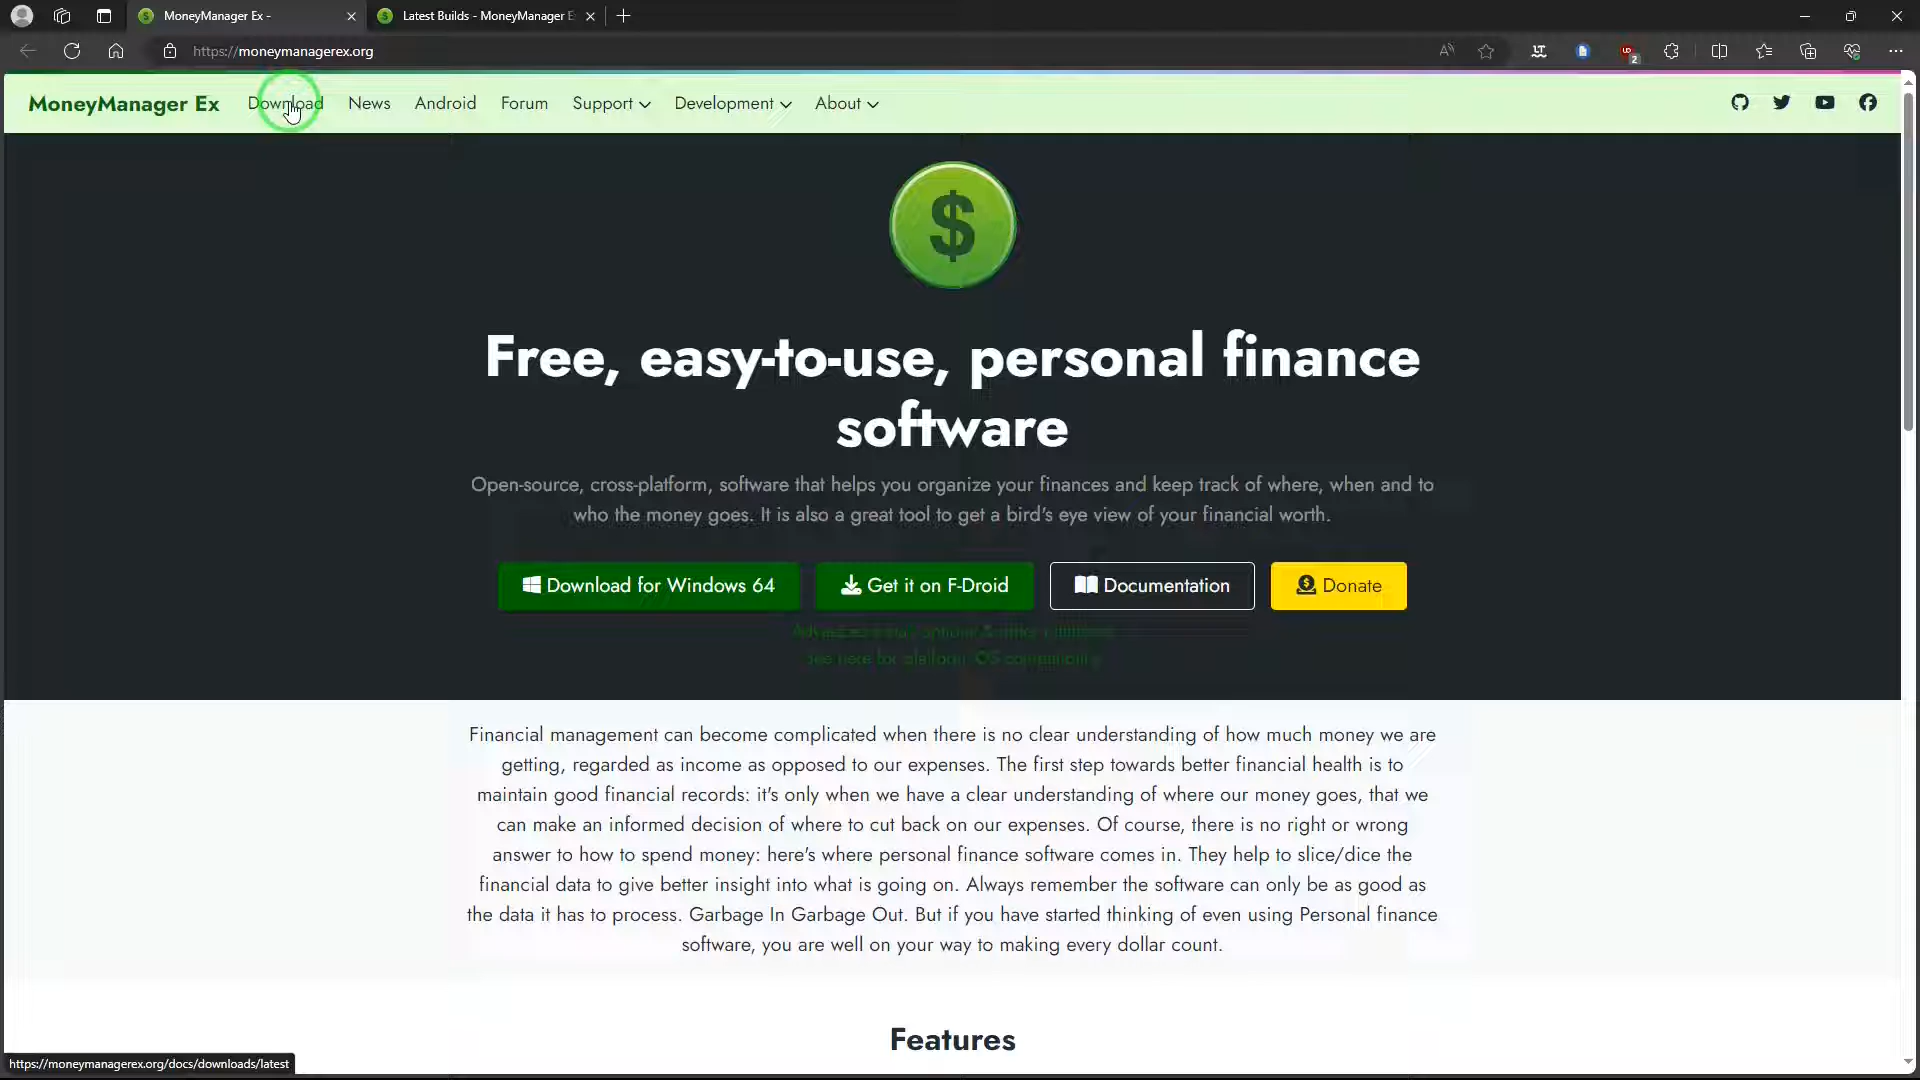 MoneyManager Ex -
Latest Builds - MoneyManager E
https://moneymanagerex.org
2
MoneyManager Ex
Download
News
Android
Forum
Support
Development
About
$
Free, easy-to-use, personal finance
software
Open-source, cross-platform, software that helps you organize your finances and keep track of where, when and to
who the money goes. It is also a great tool to get a bird's eye view of your financial worth.
Download for Windows 64
Get it on F-Droid
Documentation
Donate
see here for platform OS compatibility
Financial management can become complicated when there is no clear understanding of how much money we are
getting, regarded as income as opposed to our expenses. The first step towards better financial health is to
maintain good financial records: it's only when we have a clear understanding of where our money goes, that we
can make an informed decision of where to cut back on our expenses. Of course, there is no right or wrong
answer to how to spend money: here's where personal finance software comes in. They help to slice/dice the
financial data to give better insight into what is going on. Always remember the software can only be as good as
the data it has to process. Garbage In Garbage Out. But if you have started thinking of even using Personal finance
software, you are well on your way to making every dollar count.
Features
https://moneymanagerex.org/docs/downloads/latest